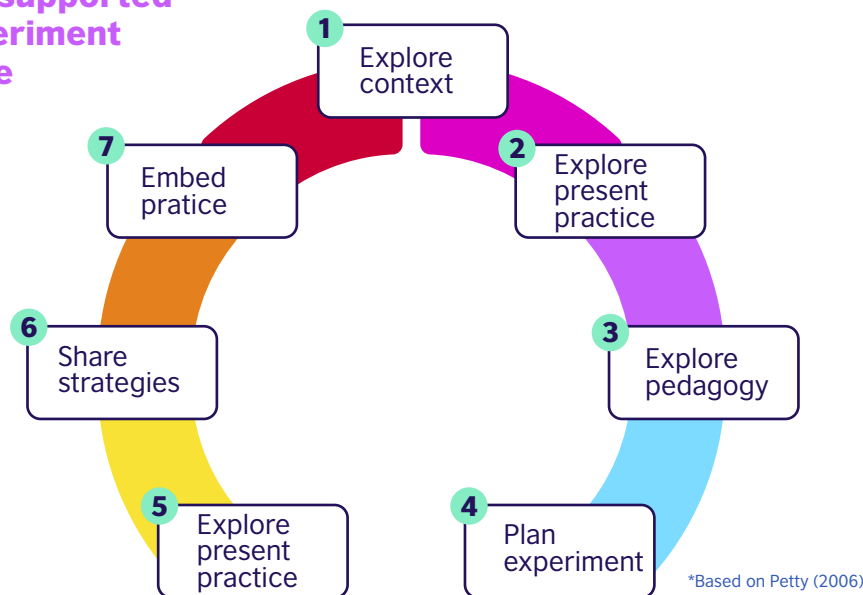 supported
eriment
e
1
Explore
context
2
Explore
present
practice
3
Explore
pedagogy
4
Plan
experiment
5
Explore
present
practice
6
Share
strategies
7
Embed
pratice
*Based on Petty (2006)